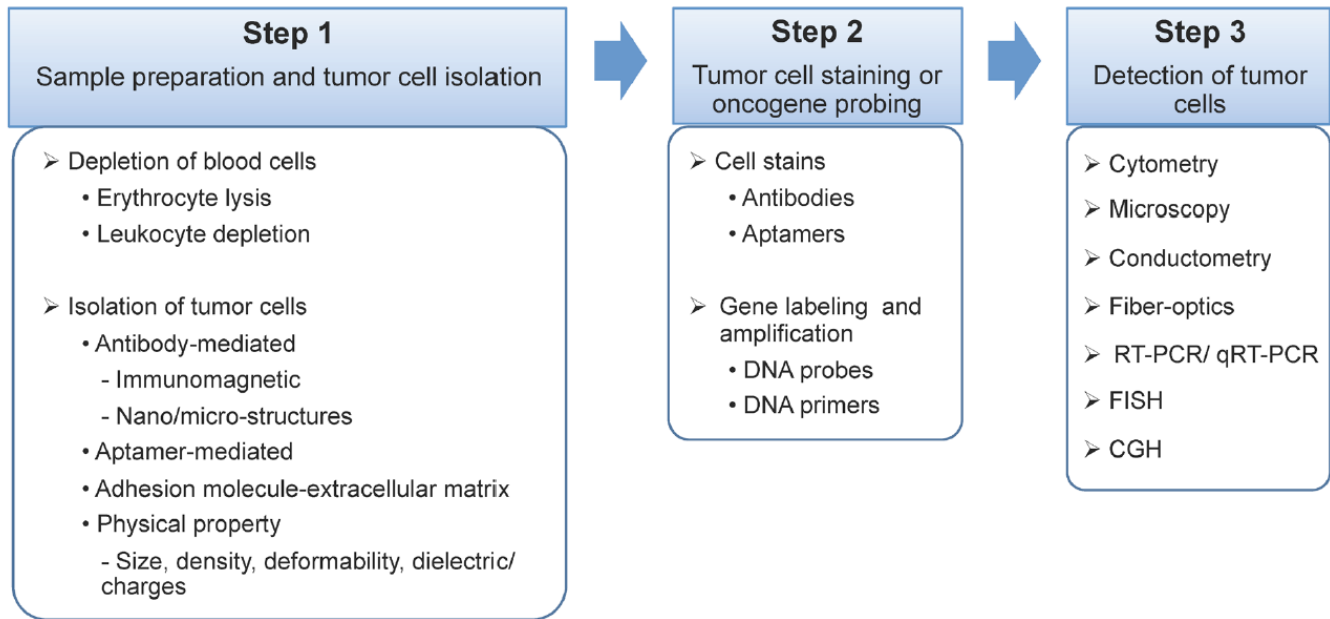 Step 1
Sample preparation and tumor cell isolation
➢ Depletion of blood cells
• Erythrocyte lysis
• Leukocyte depletion
➢ Isolation of tumor cells
• Antibody-mediated
- Immunomagnetic
- Nano/micro-structures
• Aptamer-mediated
• Adhesion molecule-extracellular matrix
• Physical property
- Size, density, deformability, dielectric/
charges
Step 2
Tumor cell staining or
oncogene probing
➢ Cell stains
• Antibodies
• Aptamers
➢ Gene labeling and
amplification
• DNA probes
• DNA primers
Step 3
Detection of tumor
cells
➢ Cytometry
➢ Microscopy
➢ Conductometry
➢ Fiber-optics
➢ RT-PCR/ qRT-PCR
➢ FISH
➢ CGH